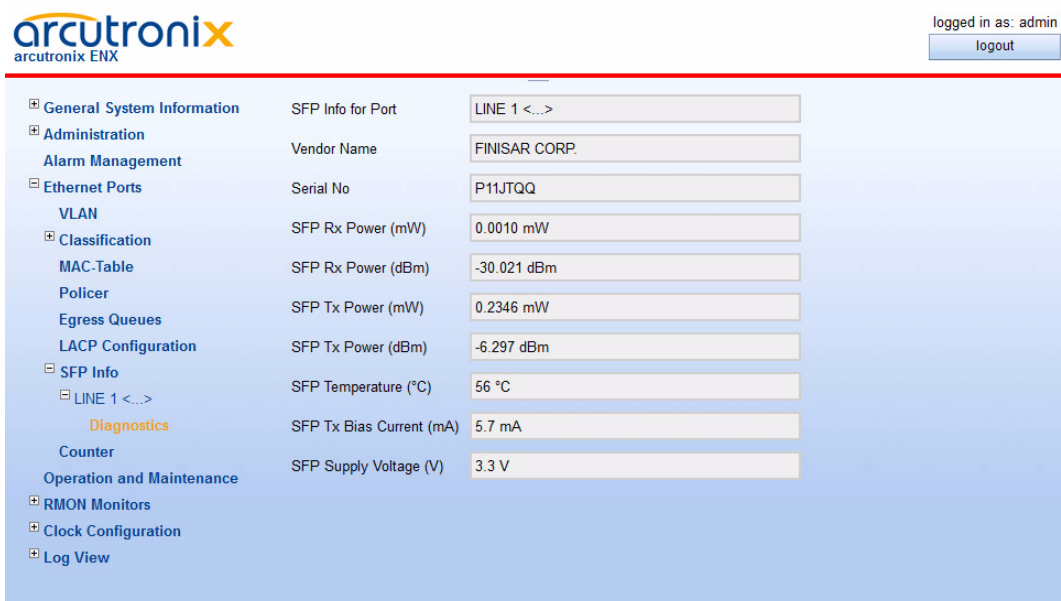 arcutronix
arcutronix ENX
logged in as: admin
logout
General System Information
Administration
Alarm Management
Ethernet Ports
VLAN
Classification
MAC-Table
Policer
Egress Queues
LACP Configuration
SFP Info
LINE 1 <...>
Diagnostics
Counter
Operation and Maintenance
RMON Monitors
Clock Configuration
Log View
SFP Info for Port LINE 1 <...>
Vendor Name FINISAR CORP.
Serial No P11JTQQ
SFP Rx Power (mW) 0.0010 mW
SFP Rx Power (dBm) -30.021 dBm
SFP Tx Power (mW) 0.2346 mW
SFP Tx Power (dBm) -6.297 dBm
SFP Temperature (°C) 56 °C
SFP Tx Bias Current (mA) 5.7 mA
SFP Supply Voltage (V) 3.3 V